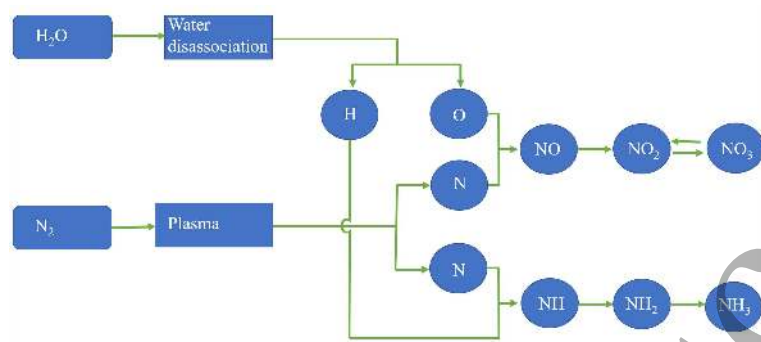 H₂O
Water
disassociation
H
O
NO
NO₂
NO₃
N
N₂
Plasma
N
NH
NH₂
NH₃